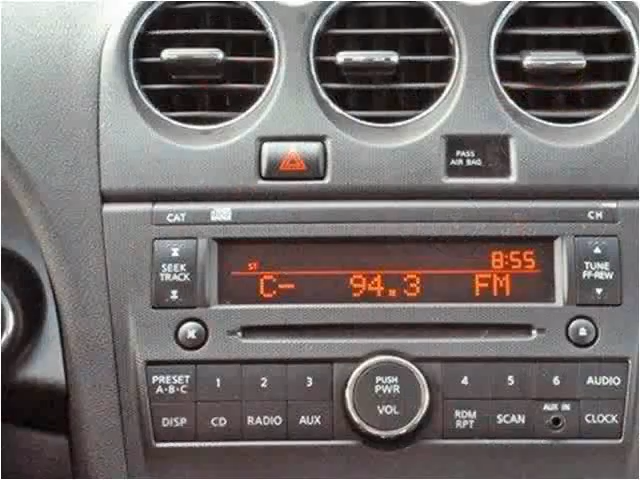 PASS
AIR BAG
CAT
CH
SEEK
TRACK
ST
8:55
C- 94.3 FM
TUNE
FF·REW
PRESET
A·B·C
1
2
3
PUSH
PWR
VOL
4
5
6
AUDIO
DISP
CD
RADIO
AUX
RDM
RPT
SCAN
AUX IN
CLOCK